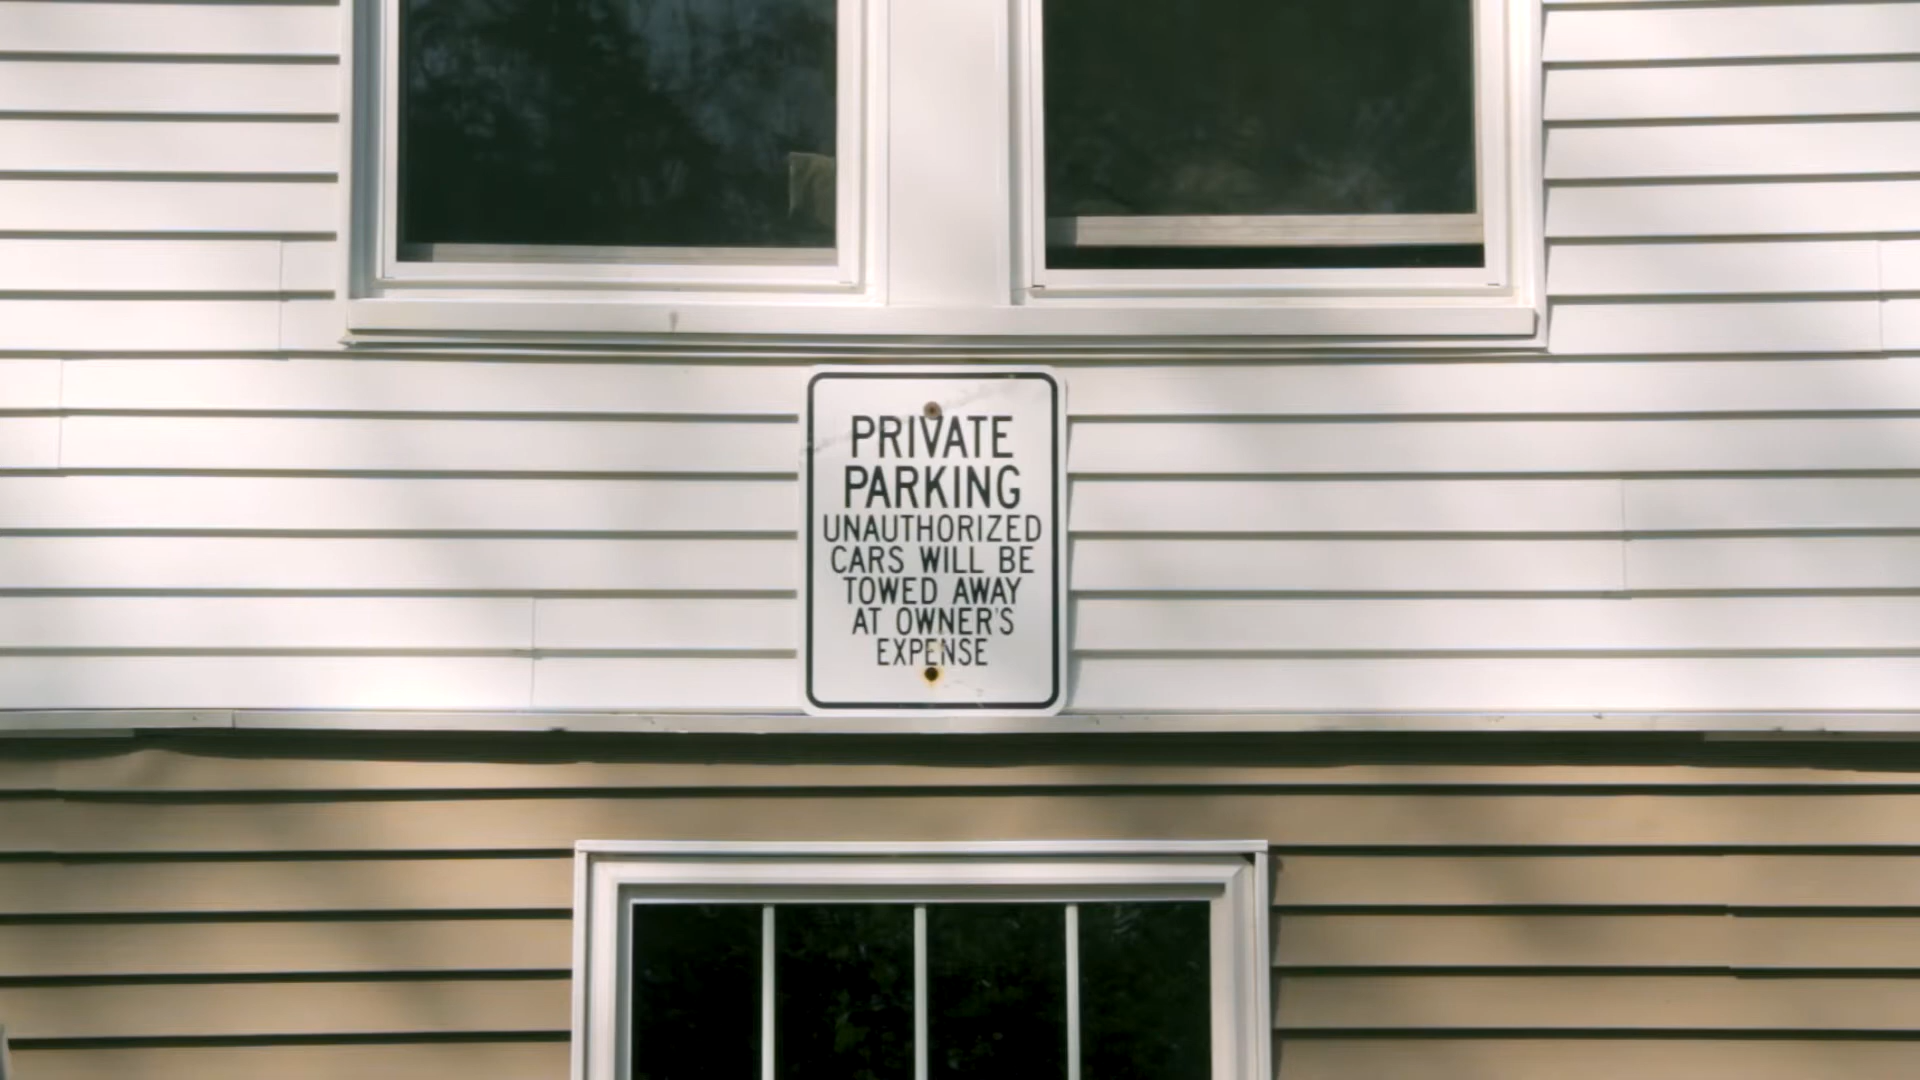 PRIVATE
PARKING
UNAUTHORIZED
CARS WILL BE
TOWED AWAY
AT OWNER'S
EXPENSE